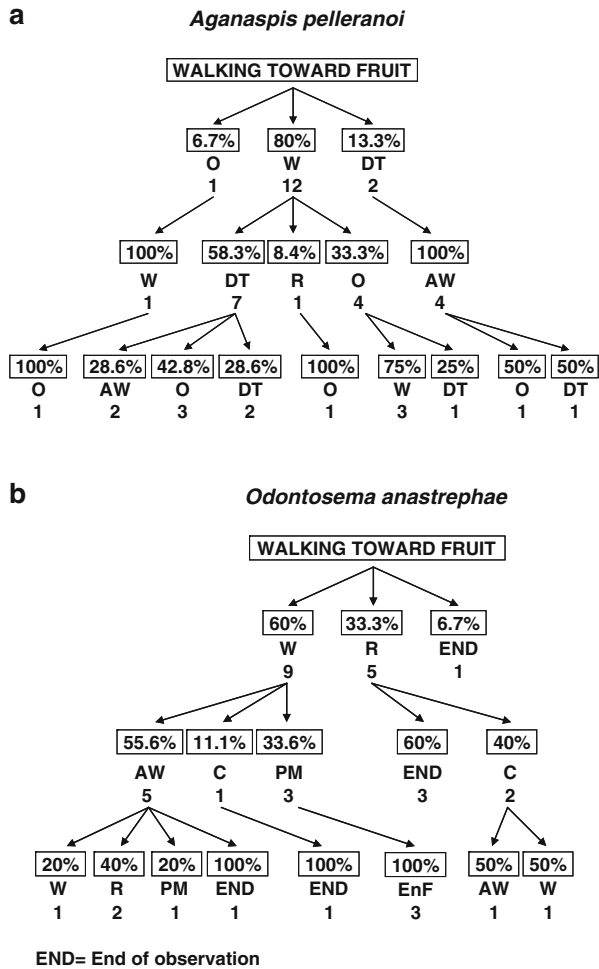 a
Aganaspis pelleranoi
WALKING TOWARD FRUIT
6.7% 80% 13.3%
O W DT
1 12 2
100% 58.3% 8.4% 33.3% 100%
W DT R O AW
1 7 1 4 4
100% 28.6% 42.8% 28.6% 100% 75% 25% 50% 50%
O AW O DT O W DT O DT
1 2 3 2 1 3 1 1 1
b
Odontosema anastrephae
WALKING TOWARD FRUIT
60% 33.3% 6.7%
W R END
9 5 1
55.6% 11.1% 33.6% 60% 40%
AW C PM END C
5 1 3 3 2
20% 40% 20% 100% 100% 100% 50% 50%
W R PM END END EnF AW W
1 2 1 1 1 3 1 1
END= End of observation